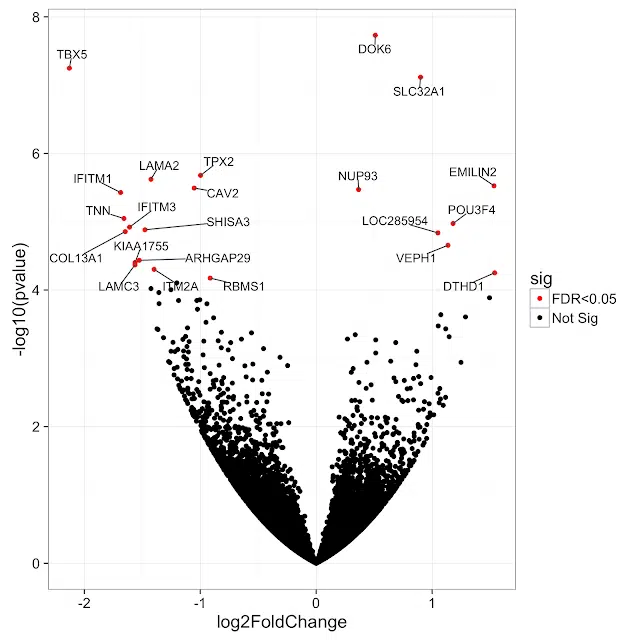 8
TBX5
DOK6
SLC32A1
6
LAMA2
TPX2
IFITM1
CAV2
NUP93
EMILIN2
TNN
IFITM3
SHISA3
LOC285954
POU3F4
COL13A1
KIAA1755
ARHGAP29
VEPH1
LAMC3
ITM2A
RBMS1
DTHD1
4
2
0
-log10(pvalue)
-2 -1 0 1
log2FoldChange
sig
FDR<0.05
Not Sig